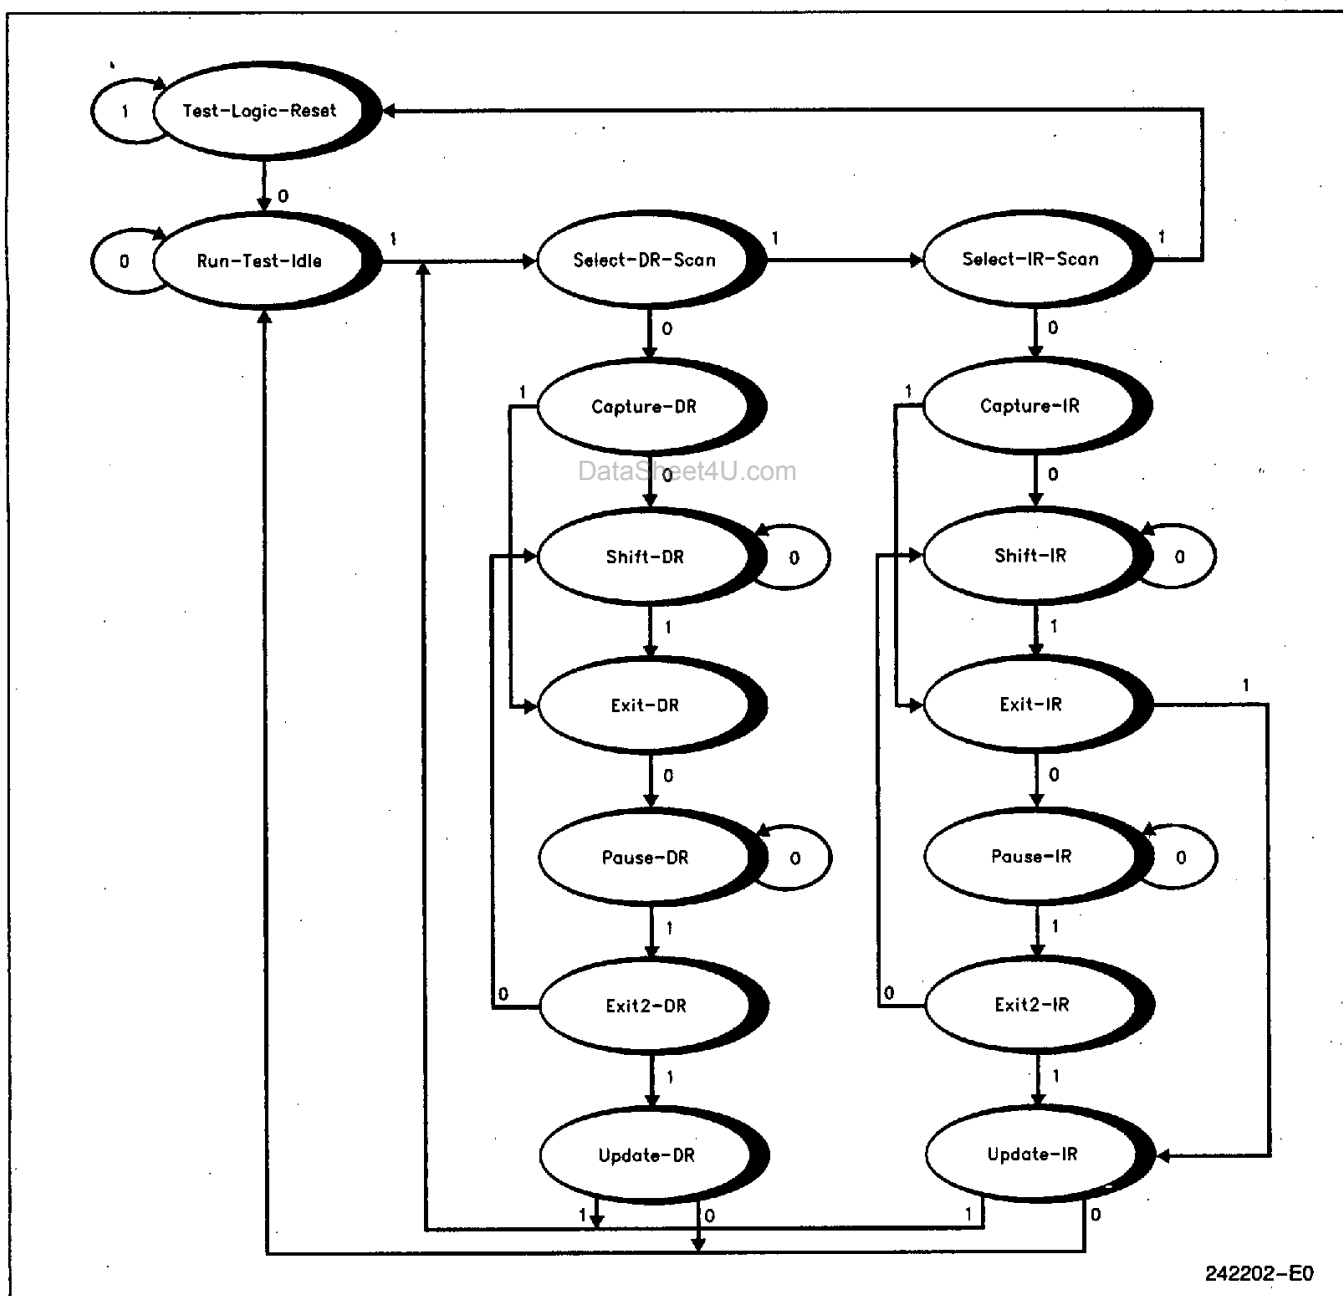 Test-Logic-Reset
1
0
Run-Test-Idle
0
1
Select-DR-Scan
1
Select-IR-Scan
1
0
0
1
Capture-DR
1
Capture-IR
DataSheet4U.com
0
0
Shift-DR
0
Shift-IR
0
1
1
Exit-DR
Exit-IR
1
0
0
Pause-DR
0
Pause-IR
0
1
1
0
Exit2-DR
0
Exit2-IR
1
1
Update-DR
Update-IR
1
0
1
0
242202-E0